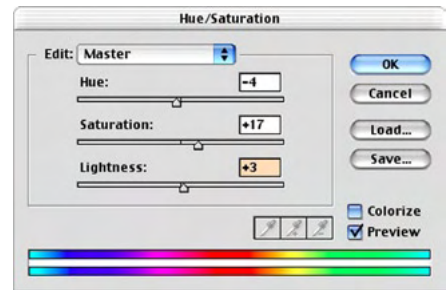 Hue/Saturation
Edit: Master
OK
Hue: -4
Cancel
Saturation: +17
Load...
Lightness: +3
Save...
Colorize
Preview